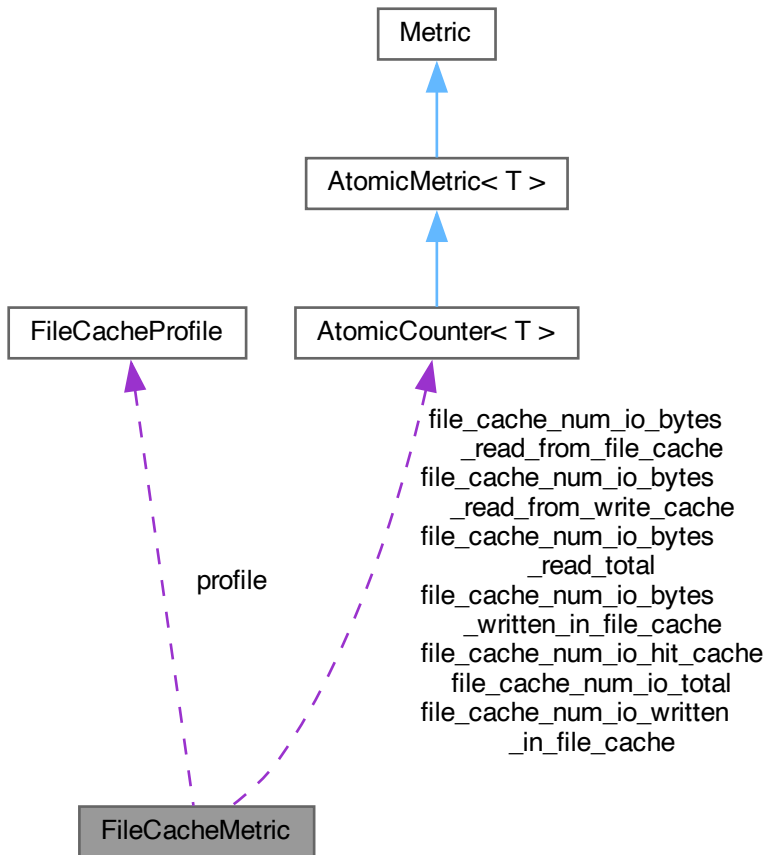 Metric
AtomicMetric< T >
FileCacheProfile
AtomicCounter< T >
file_cache_num_io_bytes
_read_from_file_cache
file_cache_num_io_bytes
_read_from_write_cache
file_cache_num_io_bytes
_read_total
file_cache_num_io_bytes
_written_in_file_cache
file_cache_num_io_hit_cache
file_cache_num_io_total
file_cache_num_io_written
_in_file_cache
profile
FileCacheMetric